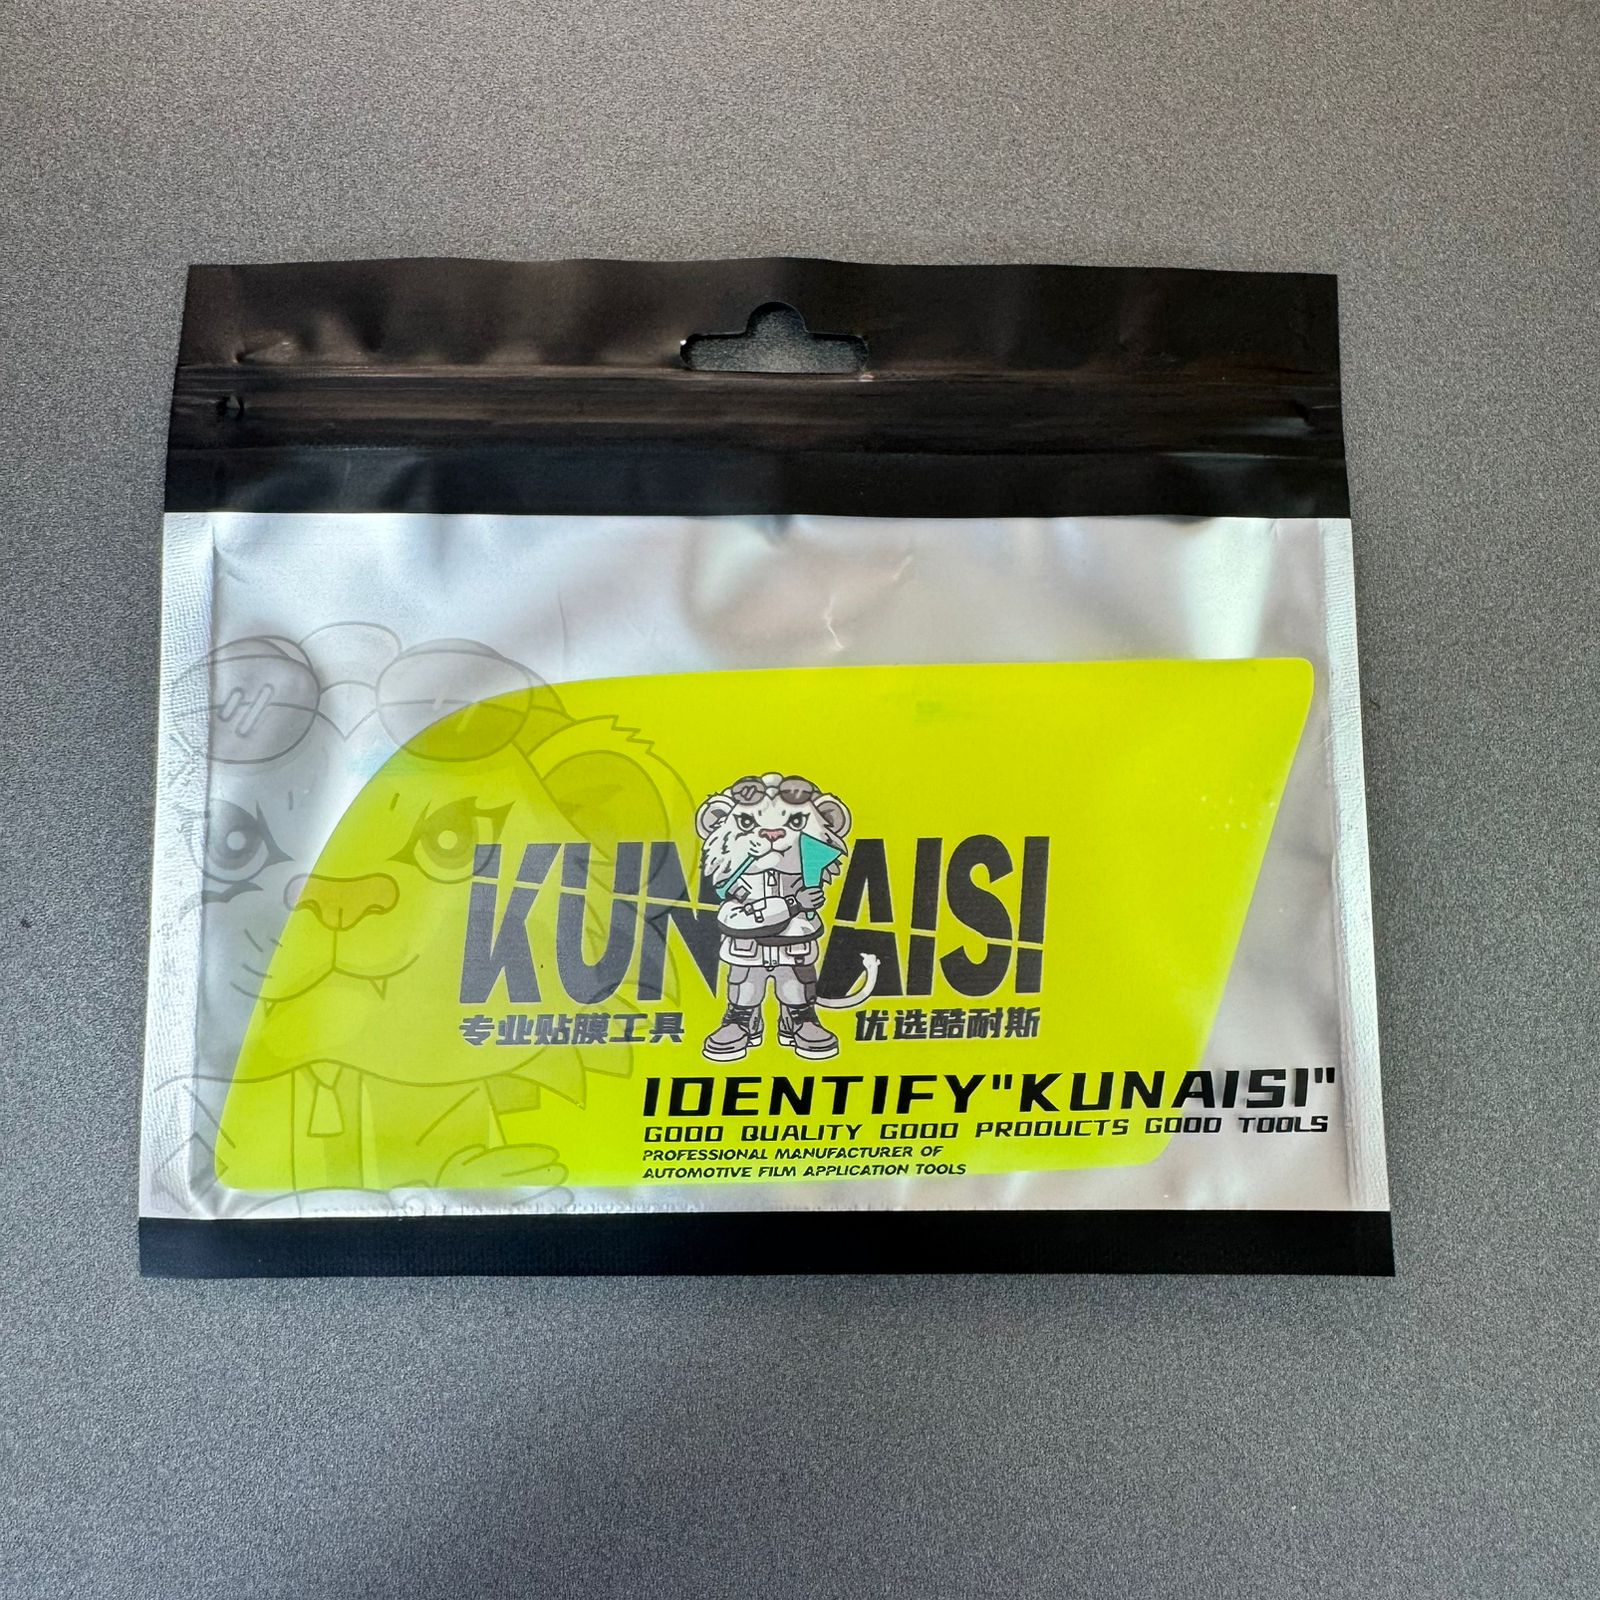 KUNAISI
专业贴膜工具 优选酷耐斯
IDENTIFY"KUNAISI"
GOOD QUALITY GOOD PRODUCTS GOOD TOOLS
PROFESSIONAL MANUFACTURER OF
AUTOMOTIVE FILM APPLICATION TOOLS